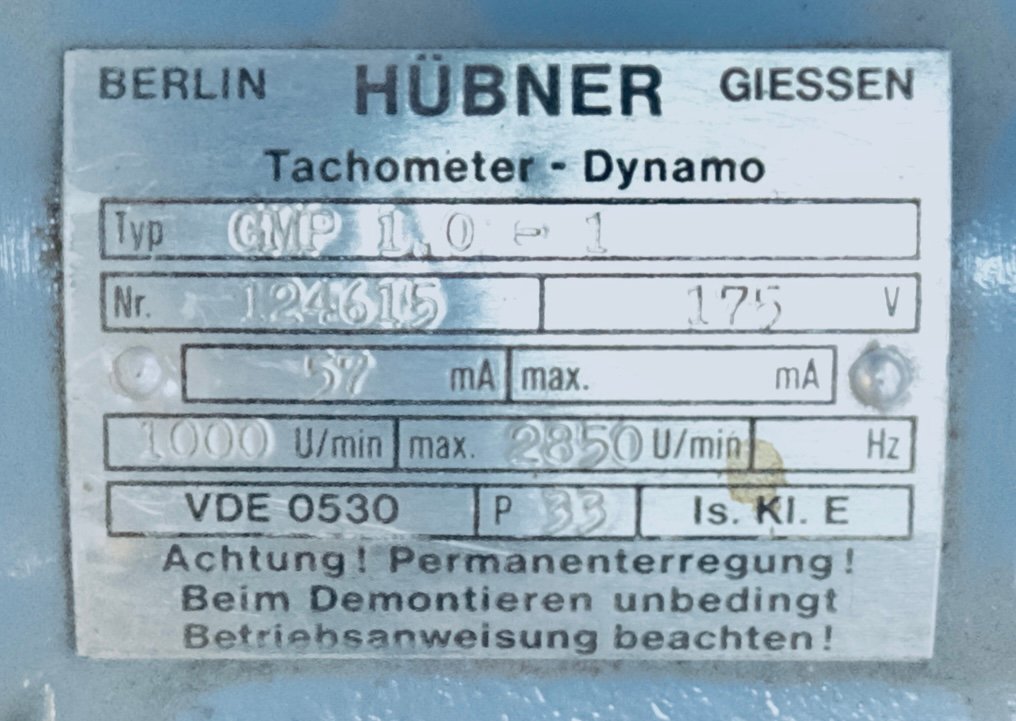 BERLIN HÜBNER GIESSEN
Tachometer - Dynamo
Typ GMP 1.0 - 1
Nr. 124615 175 V
57 mA max. mA
1000 U/min max. 2850 U/min Hz
VDE 0530 P 33 Is. Kl. E
Achtung! Permanenterregung!
Beim Demontieren unbedingt
Betriebsanweisung beachten!